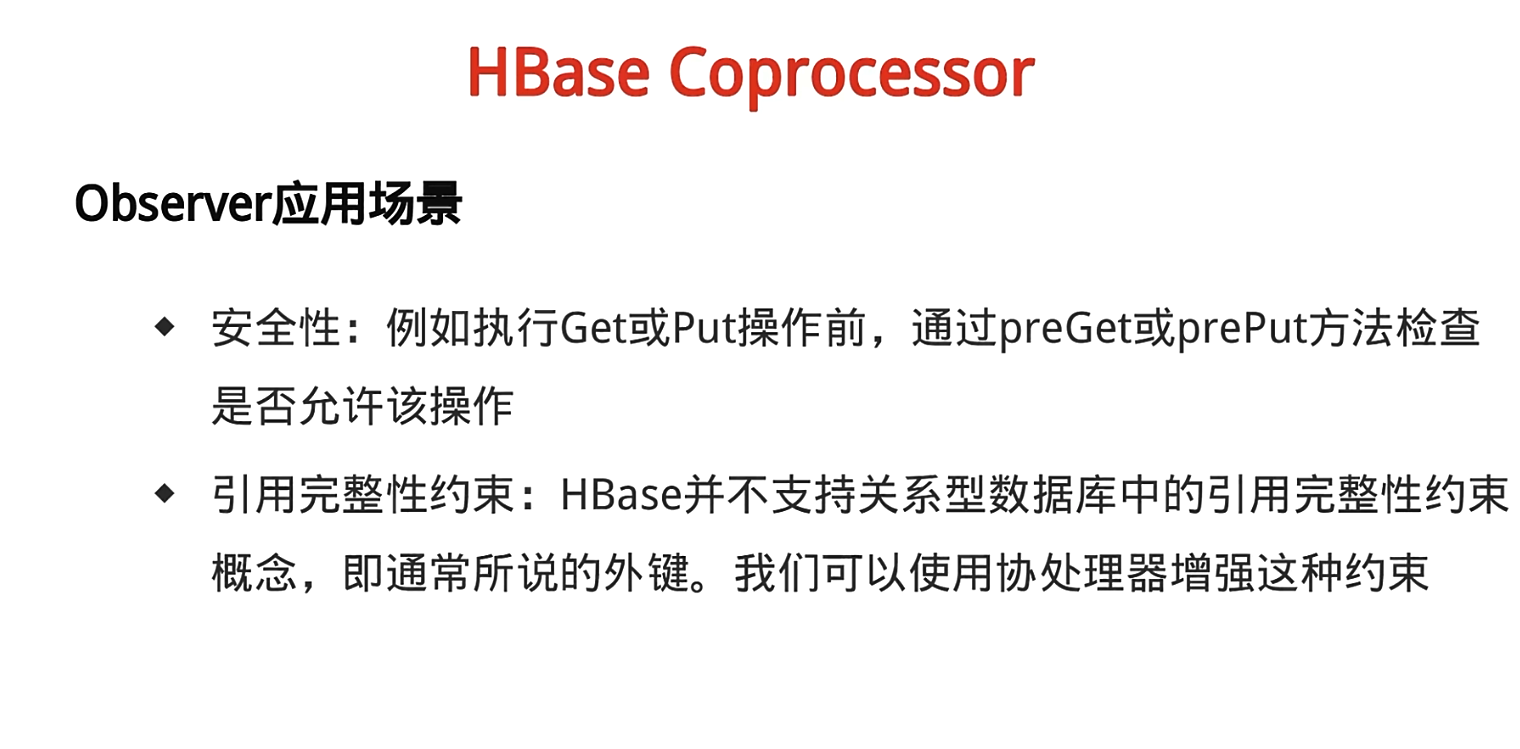 HBase Coprocessor
Observer应用场景
◆ 安全性：例如执行Get或Put操作前，通过preGet或prePut方法检查
是否允许该操作
◆ 引用完整性约束：HBase并不支持关系型数据库中的引用完整性约束
概念，即通常所说的外键。我们可以使用协处理器增强这种约束